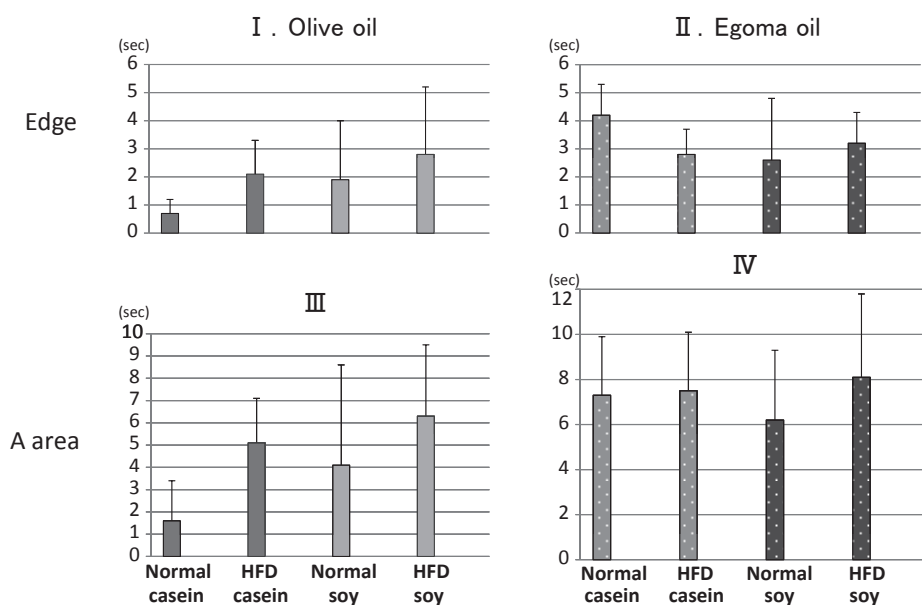 Ⅰ. Olive oil
Ⅱ. Egoma oil
Edge
(sec)
6
5
4
3
2
1
0
6
5
4
3
2
1
0
A area
Ⅲ
(sec)
10
9
8
7
6
5
4
3
2
1
0
Normal casein
HFD casein
Normal soy
HFD soy
Ⅳ
(sec)
12
10
8
6
4
2
0
Normal casein
HFD casein
Normal soy
HFD soy